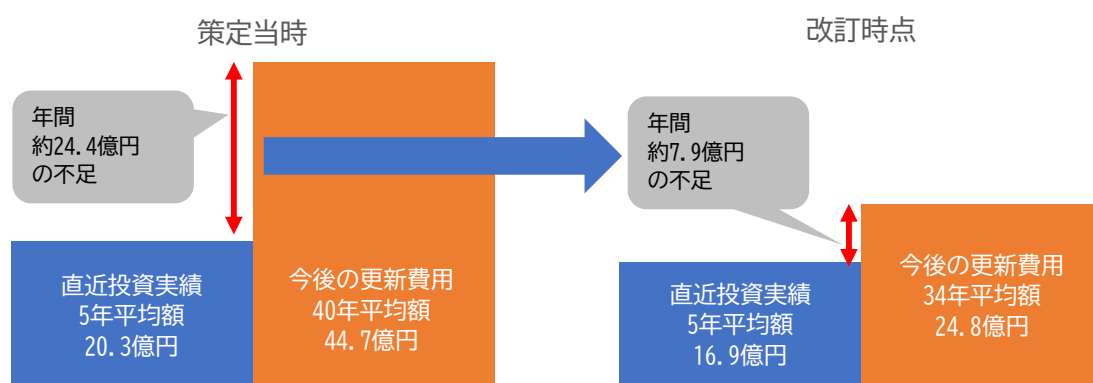 策定当時
年間
約24.4億円
の不足
直近投資実績
5年平均額
20.3億円
今後の更新費用
40年平均額
44.7億円
改訂時点
年間
約7.9億円
の不足
直近投資実績
5年平均額
16.9億円
今後の更新費用
34年平均額
24.8億円